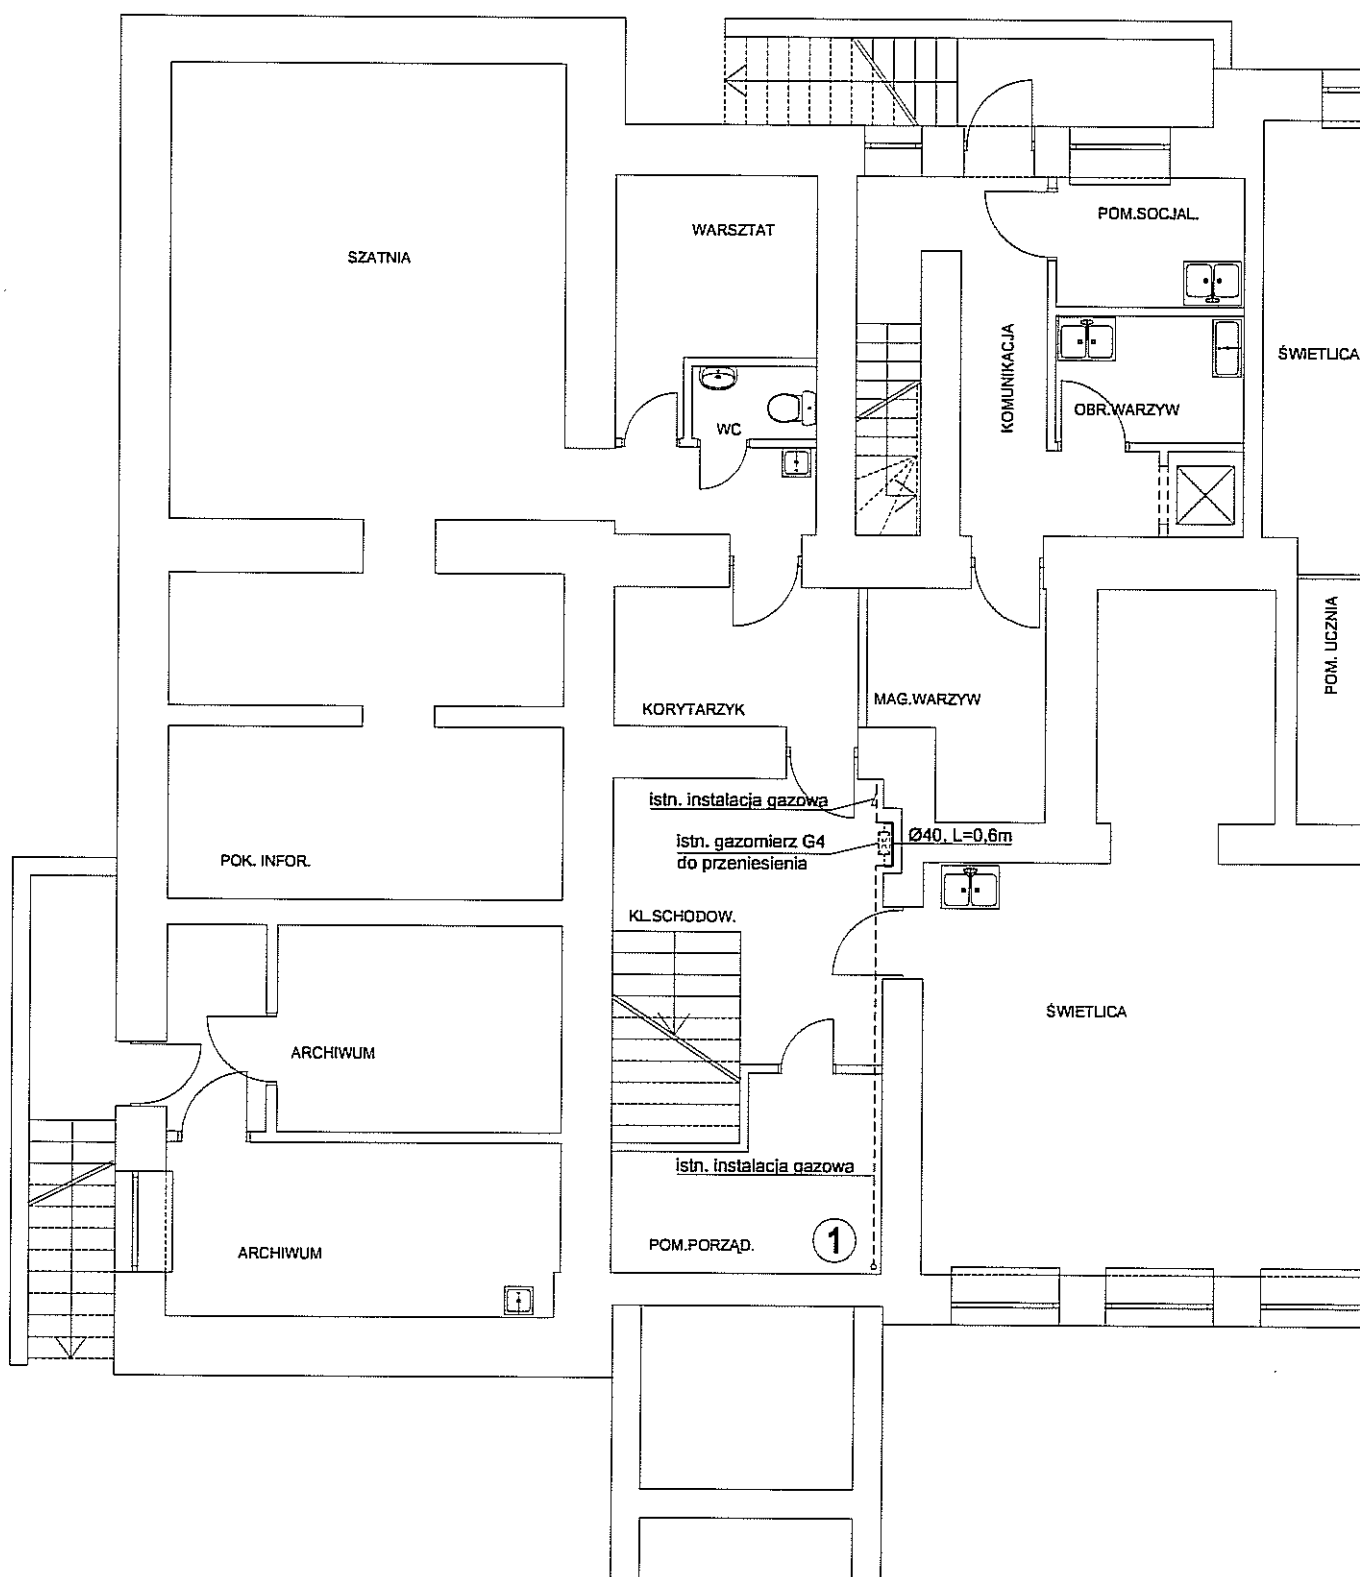 POM.SOCJAL.
WARSZTAT
SZATNIA
KOMUNIKACJA
ŚWIETLICA
OBR.WARZYW
WC
POM. UCZNIA
MAG.WARZYW
KORYTARZYK
istn. instalacja gazowa
istn. gazomierz G4
do przeniesienia
Ø40, L=0,6m
POK. INFOR.
KL.SCHODOW.
ŚWIETLICA
ARCHIWUM
istn. instalacja gazowa
POM.PORZĄD.
1
ARCHIWUM